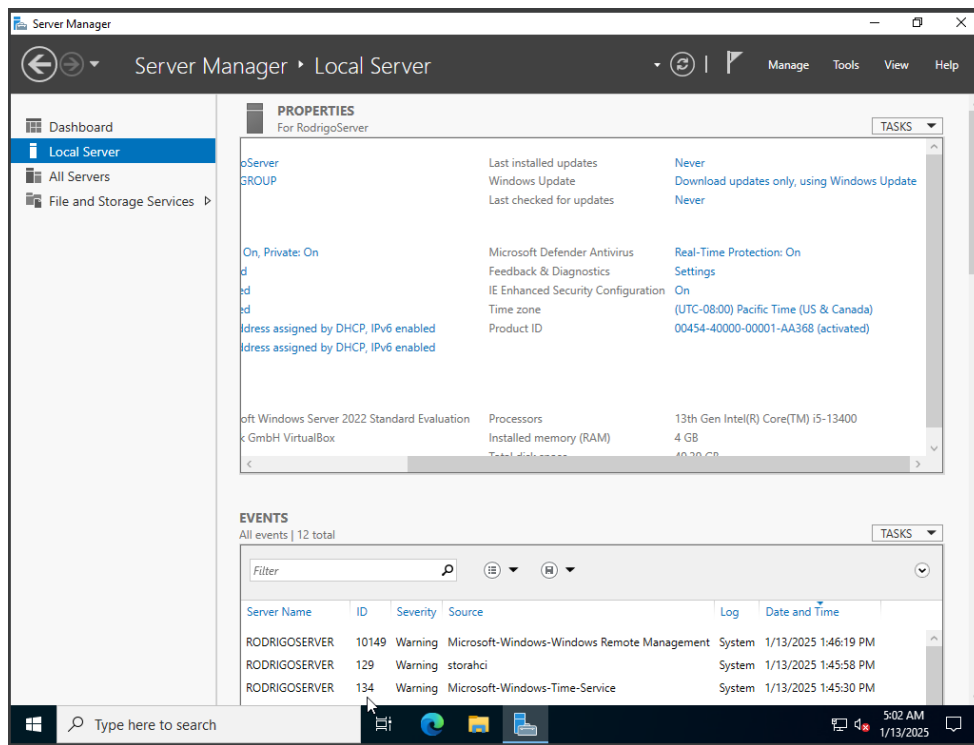 Server Manager
Server Manager ‣ Local Server
Manage Tools View Help
Dashboard
Local Server
All Servers
File and Storage Services
PROPERTIES
For RodrigoServer
TASKS
oServer Last installed updates Never
GROUP Windows Update Download updates only, using Windows Update
Last checked for updates Never
On, Private: On Microsoft Defender Antivirus Real-Time Protection: On
d Feedback & Diagnostics Settings
ed IE Enhanced Security Configuration On
ed Time zone (UTC-08:00) Pacific Time (US & Canada)
ddress assigned by DHCP, IPv6 enabled Product ID 00454-40000-00001-AA368 (activated)
ddress assigned by DHCP, IPv6 enabled
oft Windows Server 2022 Standard Evaluation Processors 13th Gen Intel(R) Core(TM) i5-13400
GmbH VirtualBox Installed memory (RAM) 4 GB
Total disk space
EVENTS
All events | 12 total
TASKS
Filter
Server Name ID Severity Source Log Date and Time
RODRIGOSERVER 10149 Warning Microsoft-Windows-Windows Remote Management System 1/13/2025 1:46:19 PM
RODRIGOSERVER 129 Warning storahci System 1/13/2025 1:45:58 PM
RODRIGOSERVER 134 Warning Microsoft-Windows-Time-Service System 1/13/2025 1:45:30 PM
Type here to search
5:02 AM
1/13/2025